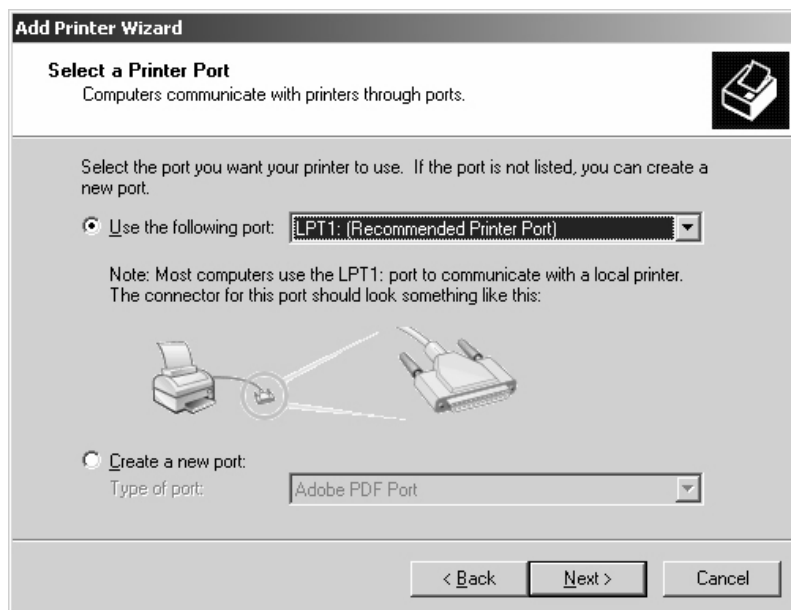 Add Printer Wizard
Select a Printer Port
Computers communicate with printers through ports.
Select the port you want your printer to use. If the port is not listed, you can create a
new port.
Use the following port: LPT1: (Recommended Printer Port)
Note: Most computers use the LPT1: port to communicate with a local printer.
The connector for this port should look something like this:
Create a new port:
Type of port: Adobe PDF Port
< Back Next > Cancel